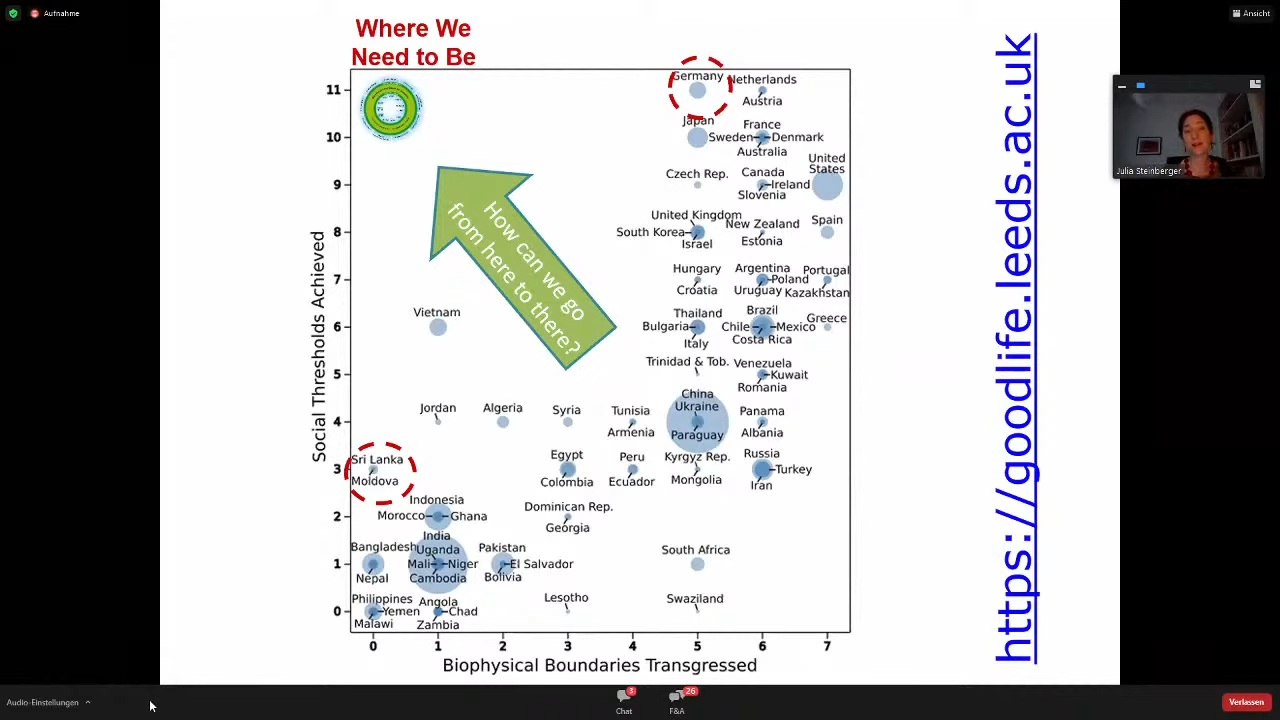 Aufnahme
Ansicht
Where We
Need to Be
https://goodlife.leeds.ac.uk
Julia Steinberger
Social Thresholds Achieved
11
10
9
8
7
6
5
4
3
2
1
0
Germany
Netherlands
Austria
Japan
France
Sweden
Denmark
Australia
United
States
Czech Rep.
Canada
Ireland
Slovenia
United Kingdom
South Korea
Israel
New Zealand
Estonia
Spain
How can we go
from here to there?
Hungary
Croatia
Argentina
Poland
Uruguay
Portugal
Kazakhstan
Vietnam
Thailand
Bulgaria
Italy
Brazil
Chile
Mexico
Costa Rica
Greece
Trinidad & Tob.
Venezuela
Kuwait
Romania
Jordan
Algeria
Syria
Tunisia
Armenia
China
Ukraine
Paraguay
Panama
Albania
Sri Lanka
Moldova
Egypt
Colombia
Peru
Ecuador
Kyrgyz Rep.
Mongolia
Russia
Turkey
Iran
Indonesia
Morocco
Ghana
Dominican Rep.
Georgia
Bangladesh
Nepal
India
Uganda
Mali
Niger
Cambodia
Pakistan
El Salvador
Bolivia
South Africa
Philippines
Yemen
Malawi
Angola
Chad
Zambia
Lesotho
Swaziland
0 1 2 3 4 5 6 7
Biophysical Boundaries Transgressed
Audio-Einstellungen
3
Chat
26
F&A
Verlassen